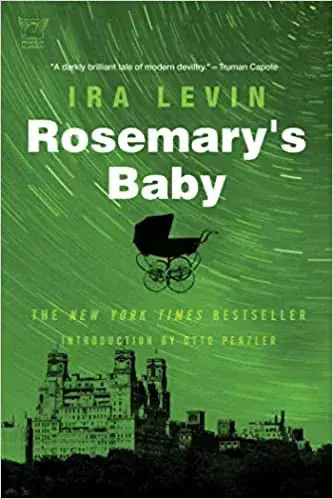 "A darkly brilliant tale of modern deviltry."—Truman Capote
IRA LEVIN
Rosemary's
Baby
THE NEW YORK TIMES BESTSELLER
INTRODUCTION BY OTTO PENZLER